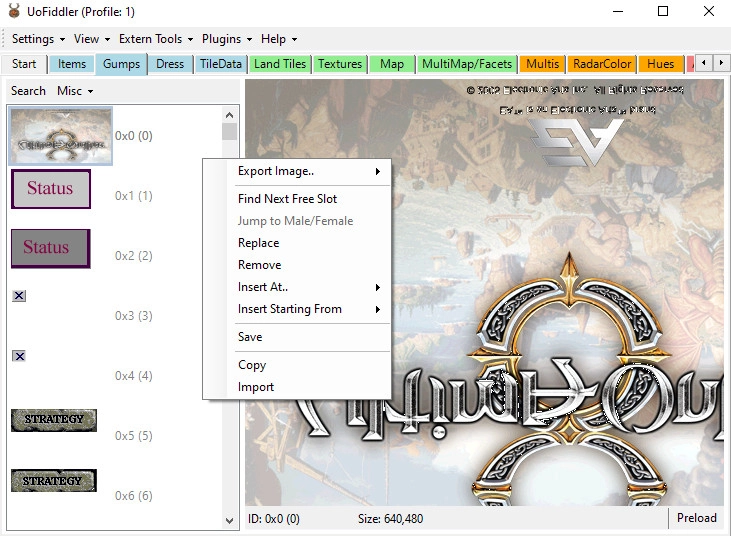 UoFiddler (Profile: 1)
Settings View Extern Tools Plugins Help
Start Items Gumps Dress TileData Land Tiles Textures Map MultiMap/Facets Multis RadarColor Hues
Search Misc
0x0 (0)
Status
0x1 (1)
Status
0x2 (2)
0x3 (3)
0x4 (4)
STRATEGY
0x5 (5)
STRATEGY
0x6 (6)
Export Image..
Find Next Free Slot
Jump to Male/Female
Replace
Remove
Insert At..
Insert Starting From
Save
Copy
Import
ID: 0x0 (0) Size: 640,480 Preload